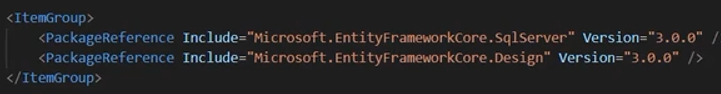 <ItemGroup>
<PackageReference Include="Microsoft.EntityFrameworkCore.SqlServer" Version="3.0.0" /
<PackageReference Include="Microsoft.EntityFrameworkCore.Design" Version="3.0.0" />
</ItemGroup>